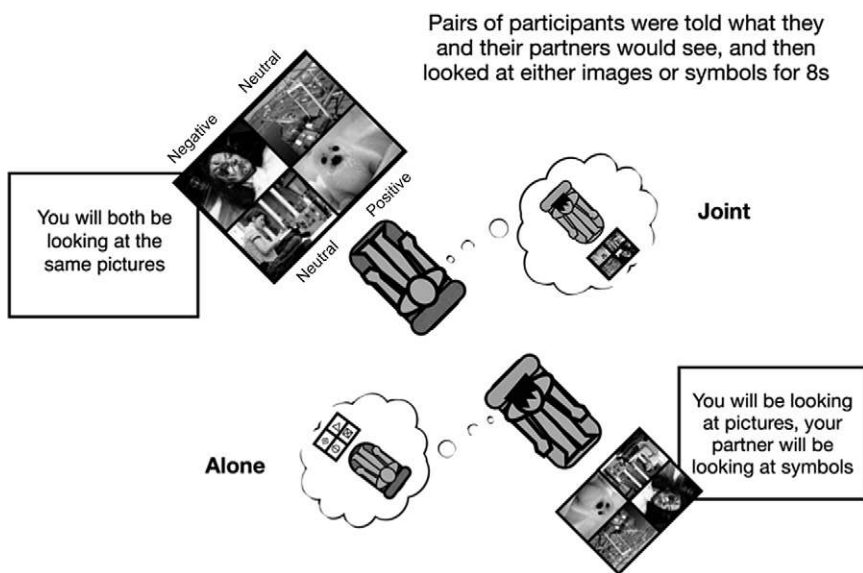 Pairs of participants were told what they
and their partners would see, and then
looked at either images or symbols for 8s
Neutral
Negative
Positive
Neutral
You will both be
looking at the
same pictures
Joint
Alone
You will be looking
at pictures, your
partner will be
looking at symbols